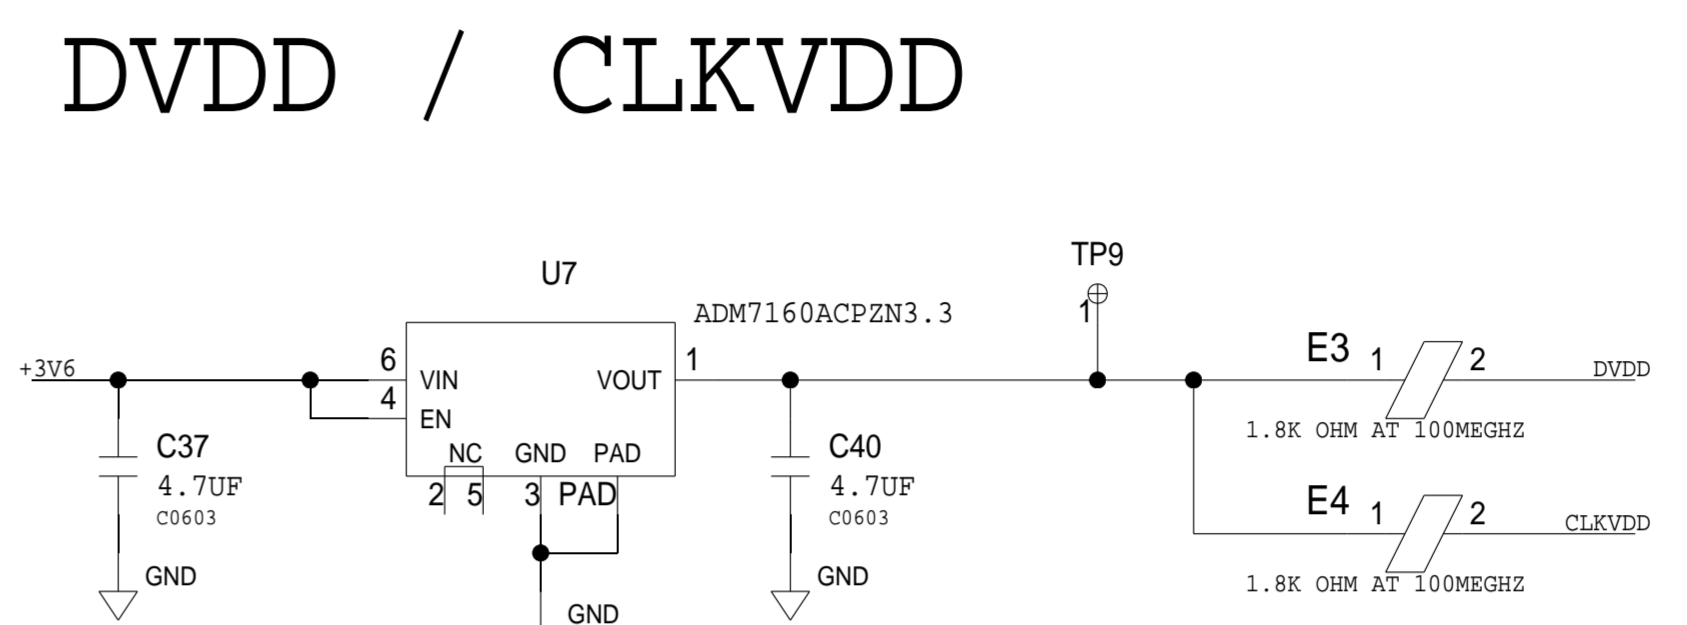 DVDD / CLKVDD
TP9
U7
1
ADM7160ACPZN3.3
+3V6
6
VIN
VOUT
1
4
EN
NC
GND
PAD
2
5
3
PAD
C37
4.7UF
C0603
GND
GND
C40
4.7UF
C0603
GND
E3
1
2
DVDD
1.8K OHM AT 100MEGHZ
E4
1
2
CLKVDD
1.8K OHM AT 100MEGHZ